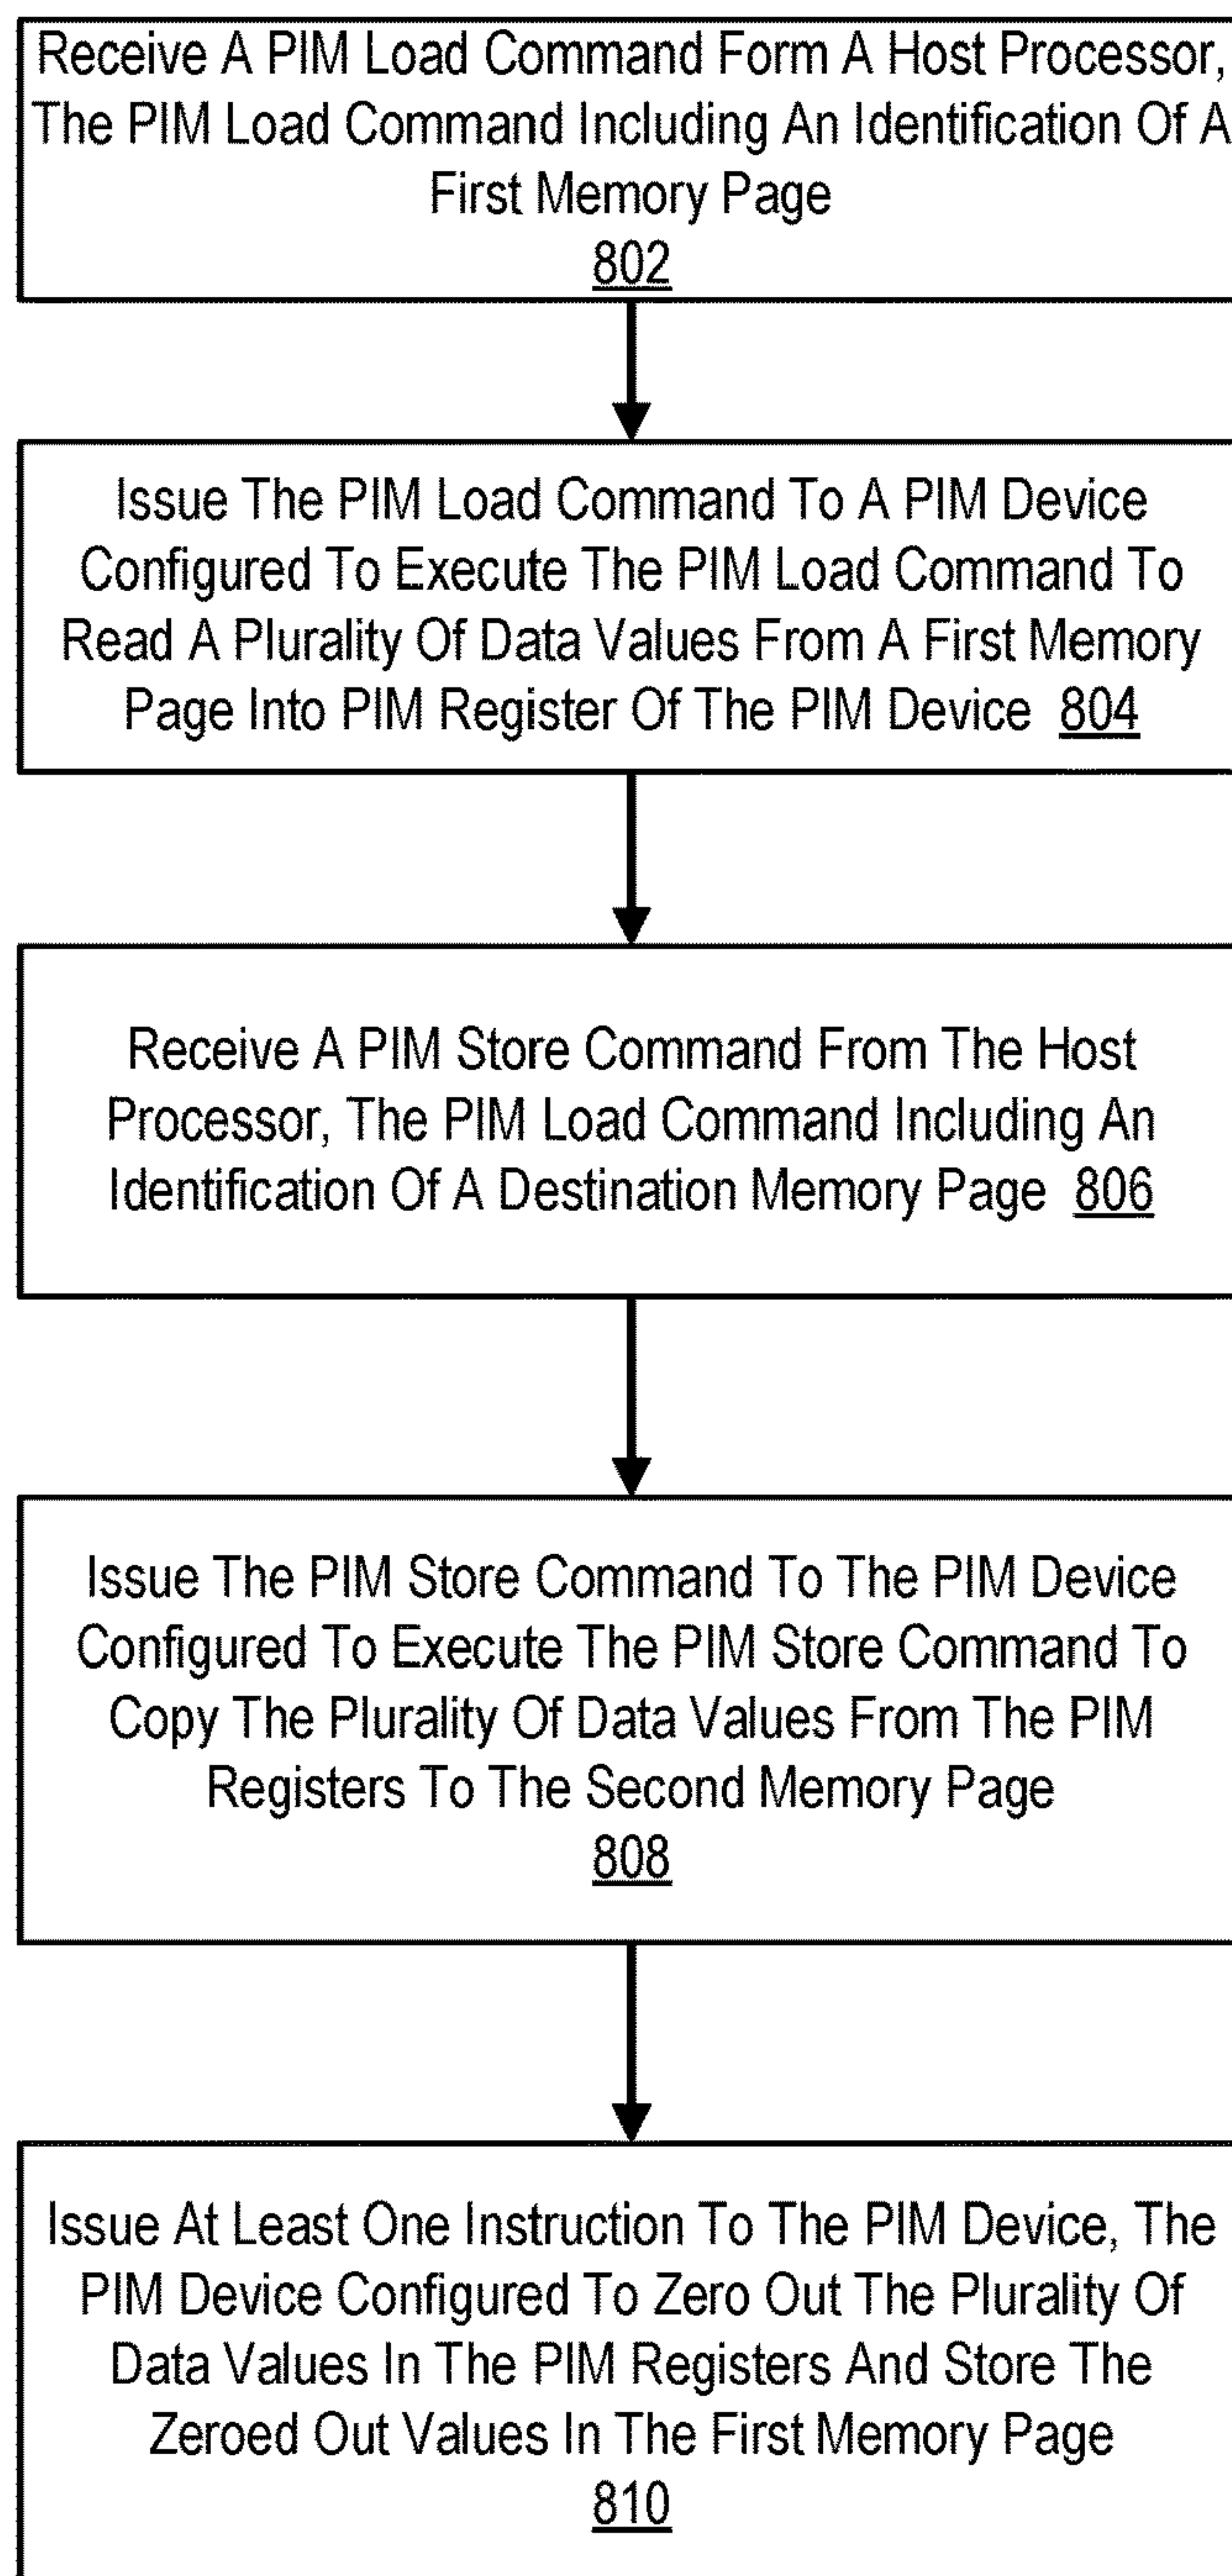 Receive A PIM Load Command Form A Host Processor,
The PIM Load Command Including An Identification Of A
First Memory Page
802
Issue The PIM Load Command To A PIM Device
Configured To Execute The PIM Load Command To
Read A Plurality Of Data Values From A First Memory
Page Into PIM Register Of The PIM Device 804
Receive A PIM Store Command From The Host
Processor, The PIM Load Command Including An
Identification Of A Destination Memory Page 806
Issue The PIM Store Command To The PIM Device
Configured To Execute The PIM Store Command To
Copy The Plurality Of Data Values From The PIM
Registers To The Second Memory Page
808
Issue At Least One Instruction To The PIM Device, The
PIM Device Configured To Zero Out The Plurality Of
Data Values In The PIM Registers And Store The
Zeroed Out Values In The First Memory Page
810